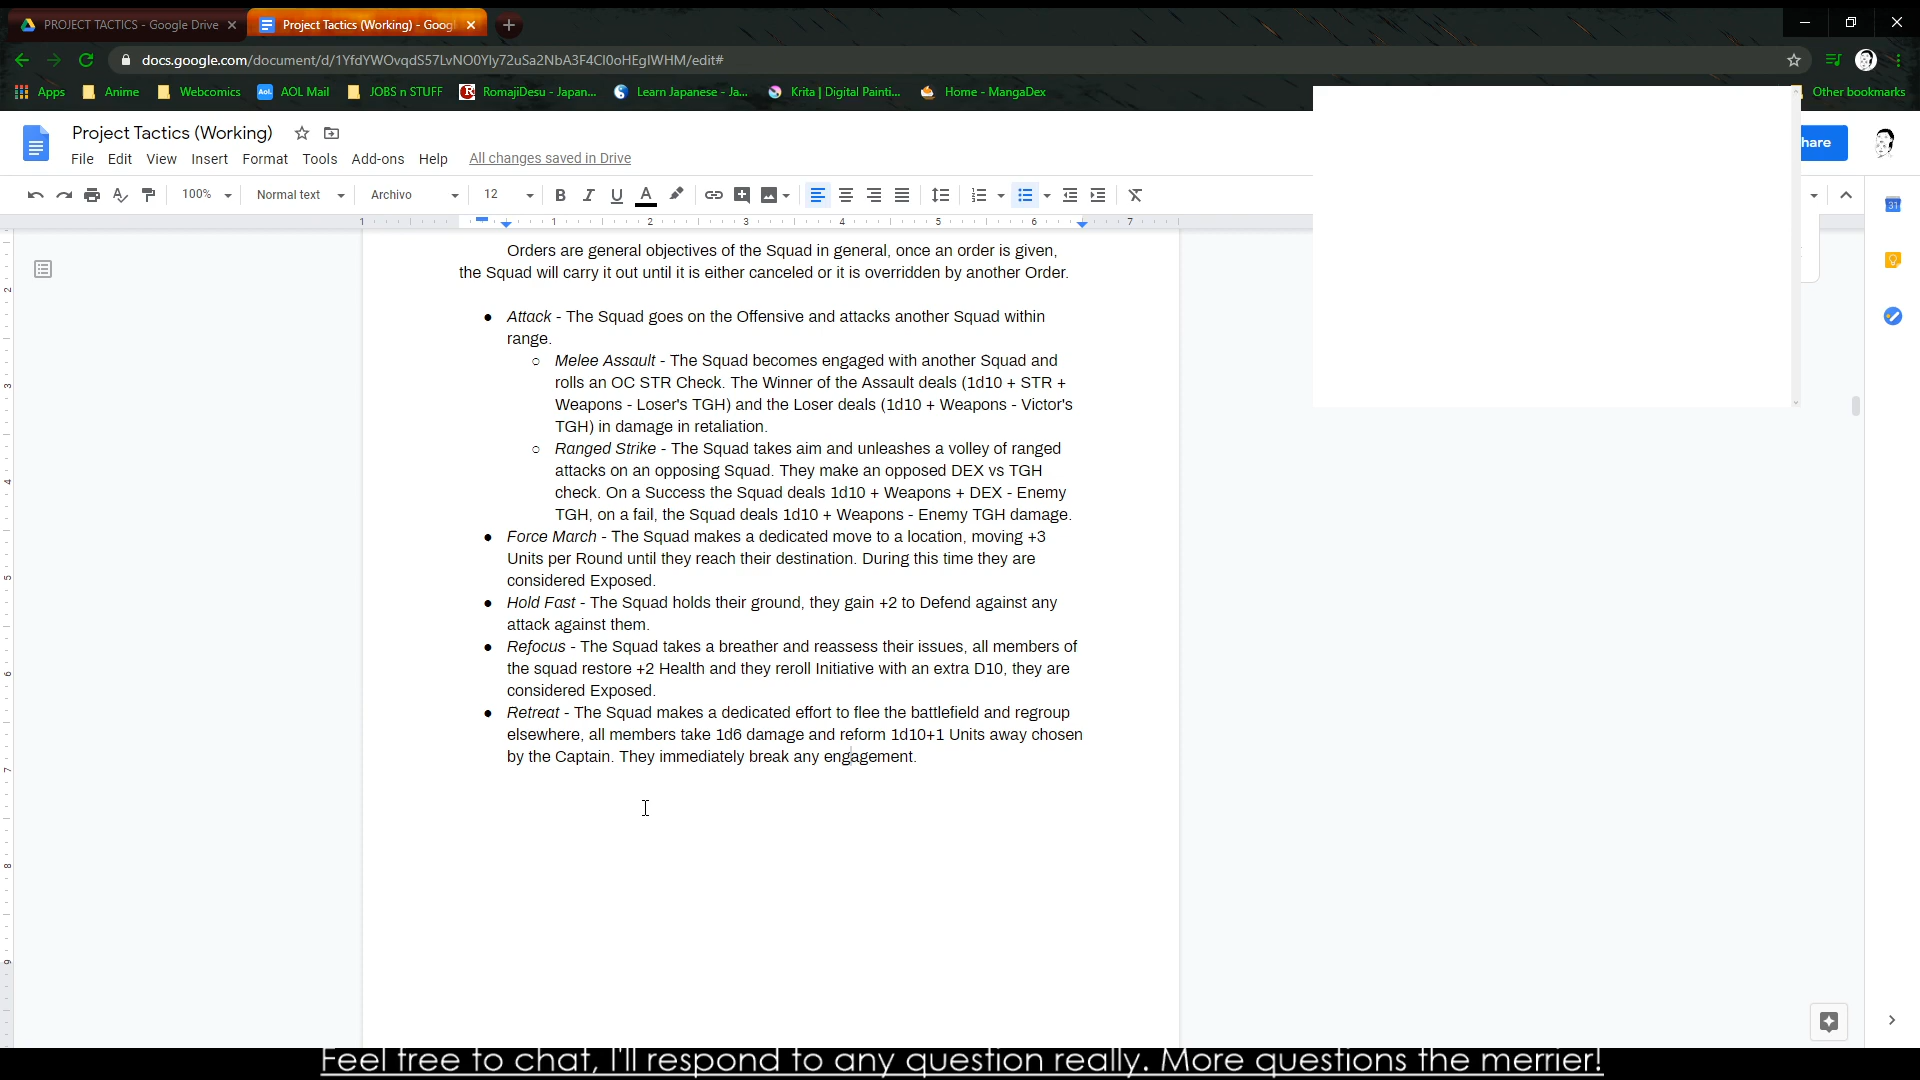 PROJECT TACTICS - Google Drive
Project Tactics (Working) - Goog
docs.google.com/document/d/1YfdYWOvqdS57LvNO0Yly72uSa2NbA3F4Cl0oHEglWHM/edit#
Apps Anime Webcomics AOL Mail JOBS n STUFF RomajiDesu - Japan... Learn Japanese - Ja... Krita | Digital Painti... Home - MangaDex Other bookmarks
Project Tactics (Working)
hare
File Edit View Insert Format Tools Add-ons Help All changes saved in Drive
100% Normal text Archivo 12
1 1 2 3 4 5 6 7
Orders are general objectives of the Squad in general, once an order is given,
the Squad will carry it out until it is either canceled or it is overridden by another Order.
● Attack - The Squad goes on the Offensive and attacks another Squad within
range.
○ Melee Assault - The Squad becomes engaged with another Squad and
rolls an OC STR Check. The Winner of the Assault deals (1d10 + STR +
Weapons - Loser's TGH) and the Loser deals (1d10 + Weapons - Victor's
TGH) in damage in retaliation.
○ Ranged Strike - The Squad takes aim and unleashes a volley of ranged
attacks on an opposing Squad. They make an opposed DEX vs TGH
check. On a Success the Squad deals 1d10 + Weapons + DEX - Enemy
TGH, on a fail, the Squad deals 1d10 + Weapons - Enemy TGH damage.
● Force March - The Squad makes a dedicated move to a location, moving +3
Units per Round until they reach their destination. During this time they are
considered Exposed.
● Hold Fast - The Squad holds their ground, they gain +2 to Defend against any
attack against them.
● Refocus - The Squad takes a breather and reassess their issues, all members of
the squad restore +2 Health and they reroll Initiative with an extra D10, they are
considered Exposed.
● Retreat - The Squad makes a dedicated effort to flee the battlefield and regroup
elsewhere, all members take 1d6 damage and reform 1d10+1 Units away chosen
by the Captain. They immediately break any engagement.
Feel free to chat, I'll respond to any question really. More questions the merrier!